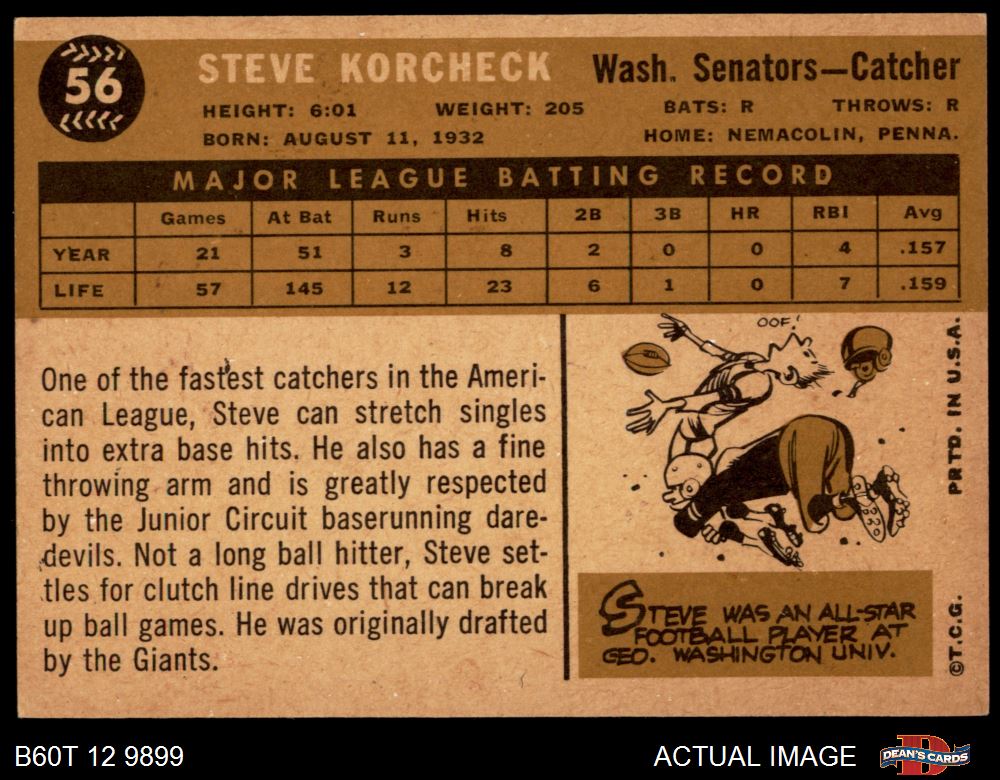 56
STEVE KORCHECK Wash. Senators—Catcher
HEIGHT: 6:01 WEIGHT: 205 BATS: R THROWS: R
BORN: AUGUST 11, 1932 HOME: NEMACOLIN, PENNA.
MAJOR LEAGUE BATTING RECORD
Games At Bat Runs Hits 2B 3B HR RBI Avg
YEAR 21 51 3 8 2 0 0 4 .157
LIFE 57 145 12 23 6 1 0 7 .159
One of the fastest catchers in the Ameri-
can League, Steve can stretch singles
into extra base hits. He also has a fine
throwing arm and is greatly respected
by the Junior Circuit baserunning dare-
devils. Not a long ball hitter, Steve set-
tles for clutch line drives that can break
up ball games. He was originally drafted
by the Giants.
OOF!
STEVE WAS AN ALL-STAR
FOOTBALL PLAYER AT
GEO. WASHINGTON UNIV.
©T.C.G. PRT'D. IN U.S.A.
B60T 12 9899 ACTUAL IMAGE DEAN'S CARDS